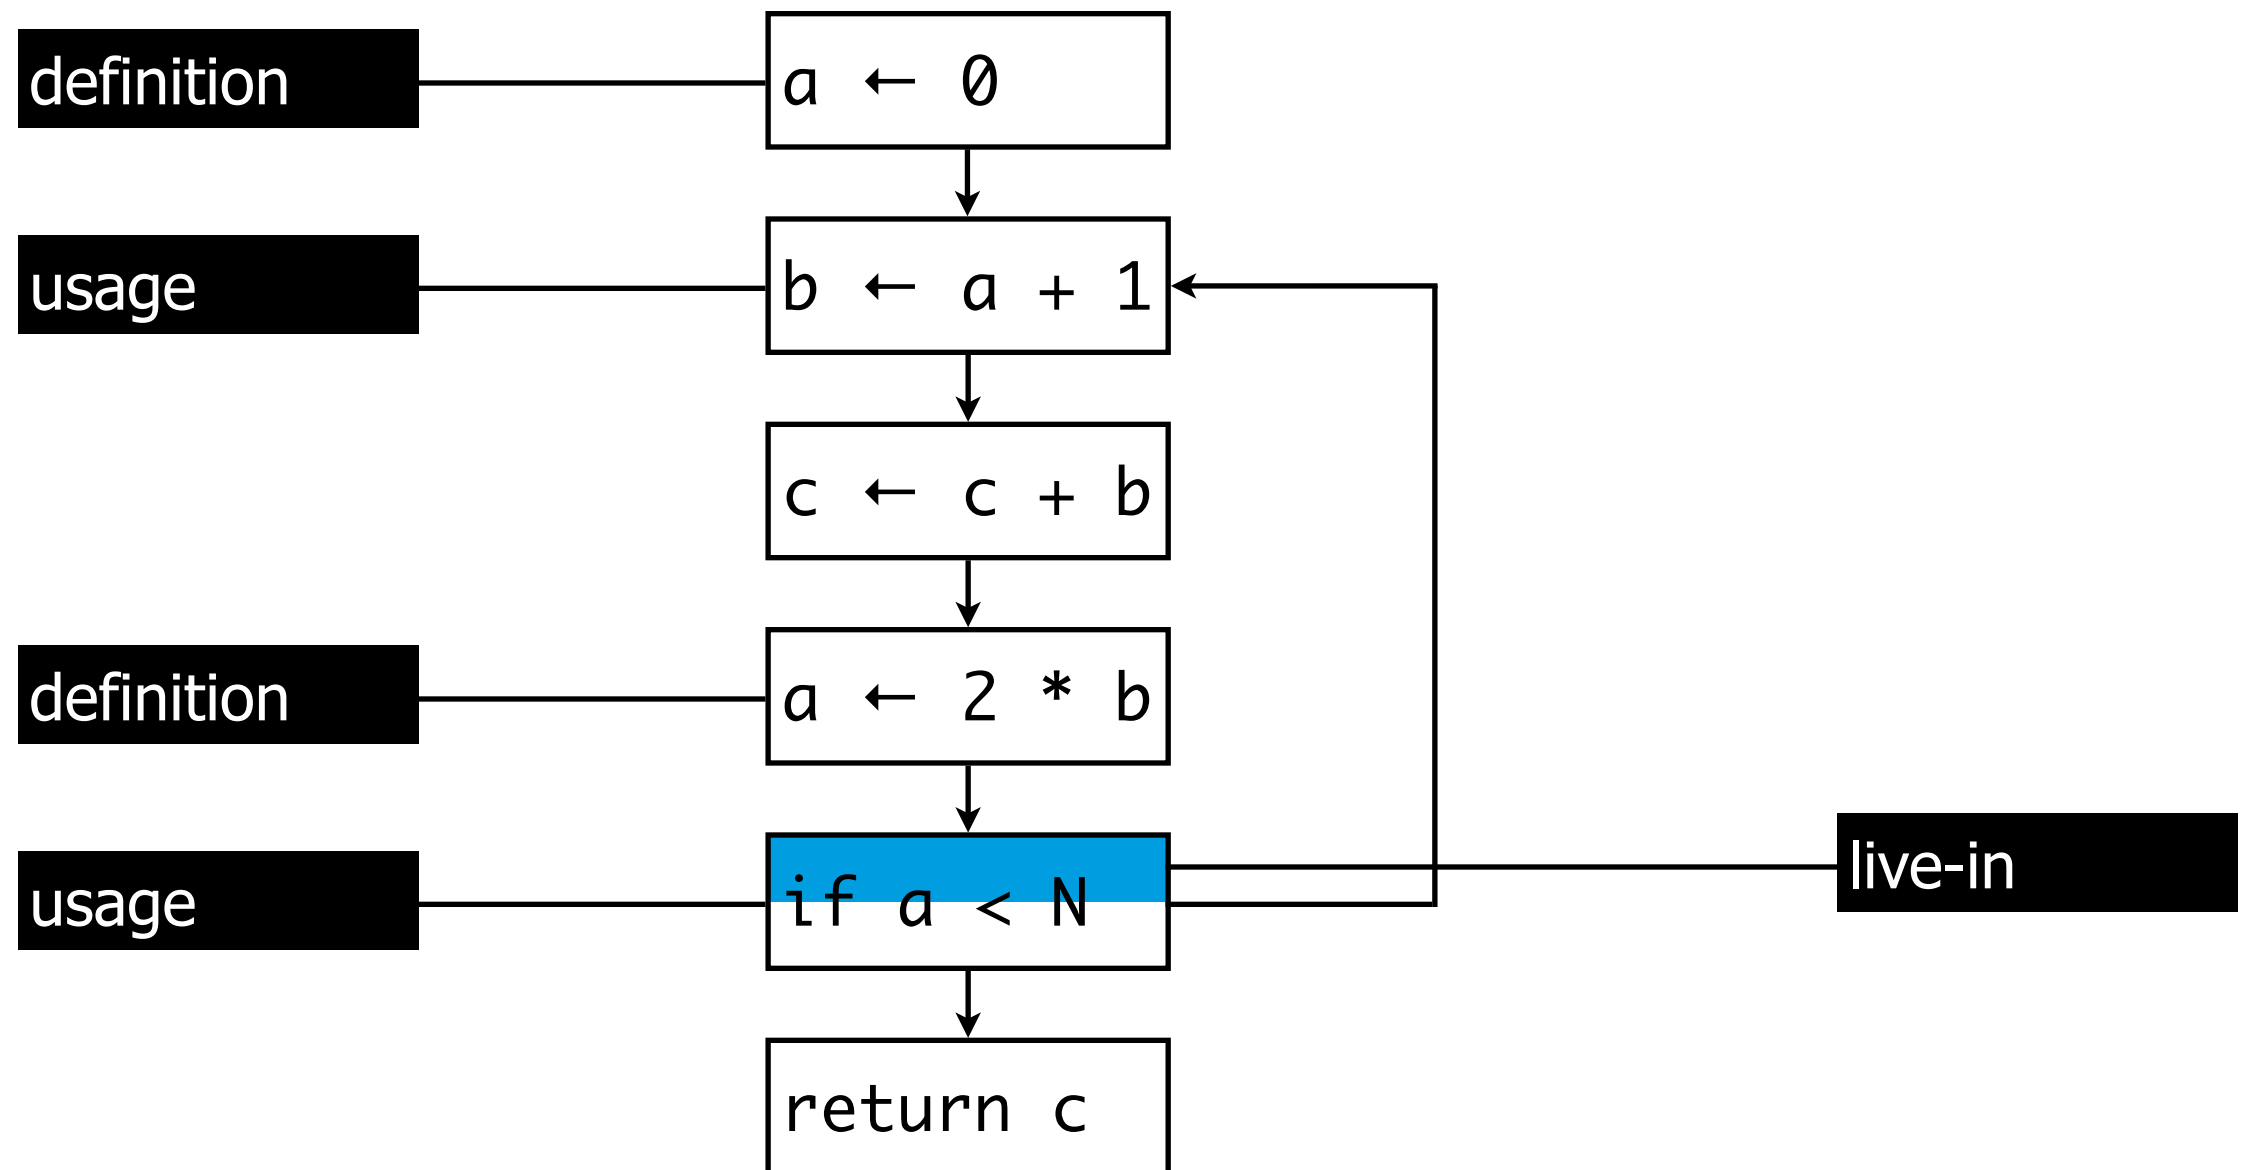 definition
a ← 0
usage
b ← a + 1
c ← c + b
definition
a ← 2 * b
usage
if a < N
live-in
return c